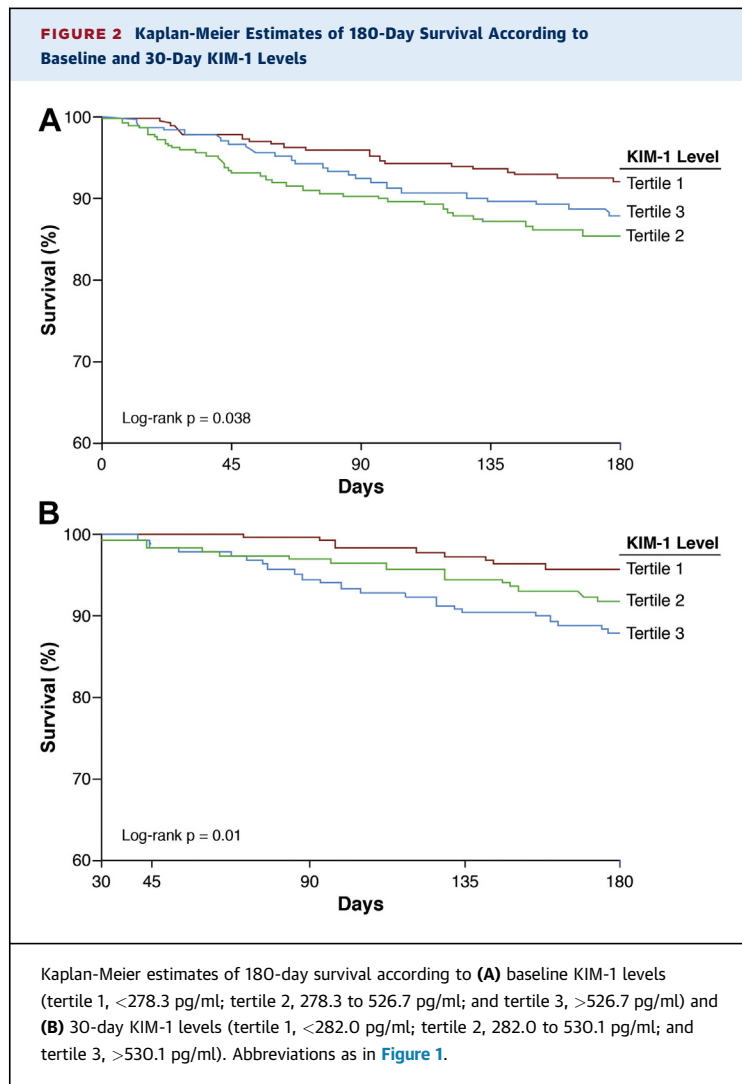 FIGURE 2 Kaplan-Meier Estimates of 180-Day Survival According to
Baseline and 30-Day KIM-1 Levels
A
100
90
80
70
60
Survival (%)
KIM-1 Level
Tertile 1
Tertile 3
Tertile 2
Log-rank p = 0.038
0 45 90 135 180
Days
B
100
90
80
70
60
Survival (%)
KIM-1 Level
Tertile 1
Tertile 2
Tertile 3
Log-rank p = 0.01
30 45 90 135 180
Days
Kaplan-Meier estimates of 180-day survival according to (A) baseline KIM-1 levels
(tertile 1, <278.3 pg/ml; tertile 2, 278.3 to 526.7 pg/ml; and tertile 3, >526.7 pg/ml) and
(B) 30-day KIM-1 levels (tertile 1, <282.0 pg/ml; tertile 2, 282.0 to 530.1 pg/ml; and
tertile 3, >530.1 pg/ml). Abbreviations as in Figure 1.